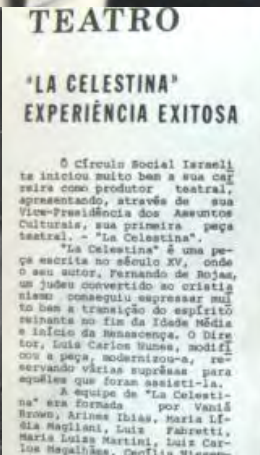 TEATRO
"LA CELESTINA"
EXPERIÊNCIA EXITOSA
O Círculo Social Israeli
ta iniciou muito bem a sua car
reira como produtor teatral,
apresentando, através de sua
Vice-Presidência dos Assuntos
Culturais, sua primeira peça
teatral. - "La Celestina".
"La Celestina" é uma pe-
ça escrita no século XV, onde
o seu autor, Fernando de Rojas,
um judeu convertido ao cristia
nismo conseguiu expressar mui
to bem a transição do espírito
reinante no fim da Idade Média
e início da Renascença. O Dire
tor, Luis Carlos Nunes, modifi
cou a peça, modernizou-a, re-
servando várias suprêsas para
aquêles que foram assisti-la.
A equipe de "La Celesti-
na" era formada por Vania
Brown, Arines Ibias, Maria Lí-
gia Magliani, Luiz Fabretti,
Maria Luiza Martini, Luiz Car-
los Magalhães, Cecília